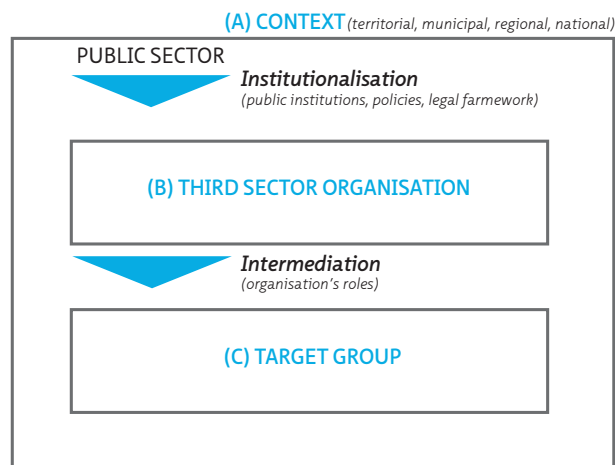 (A) CONTEXT (territorial, municipal, regional, national)
PUBLIC SECTOR
Institutionalisation
(public institutions, policies, legal farmework)
(B) THIRD SECTOR ORGANISATION
Intermediation
(organisation's roles)
(C) TARGET GROUP